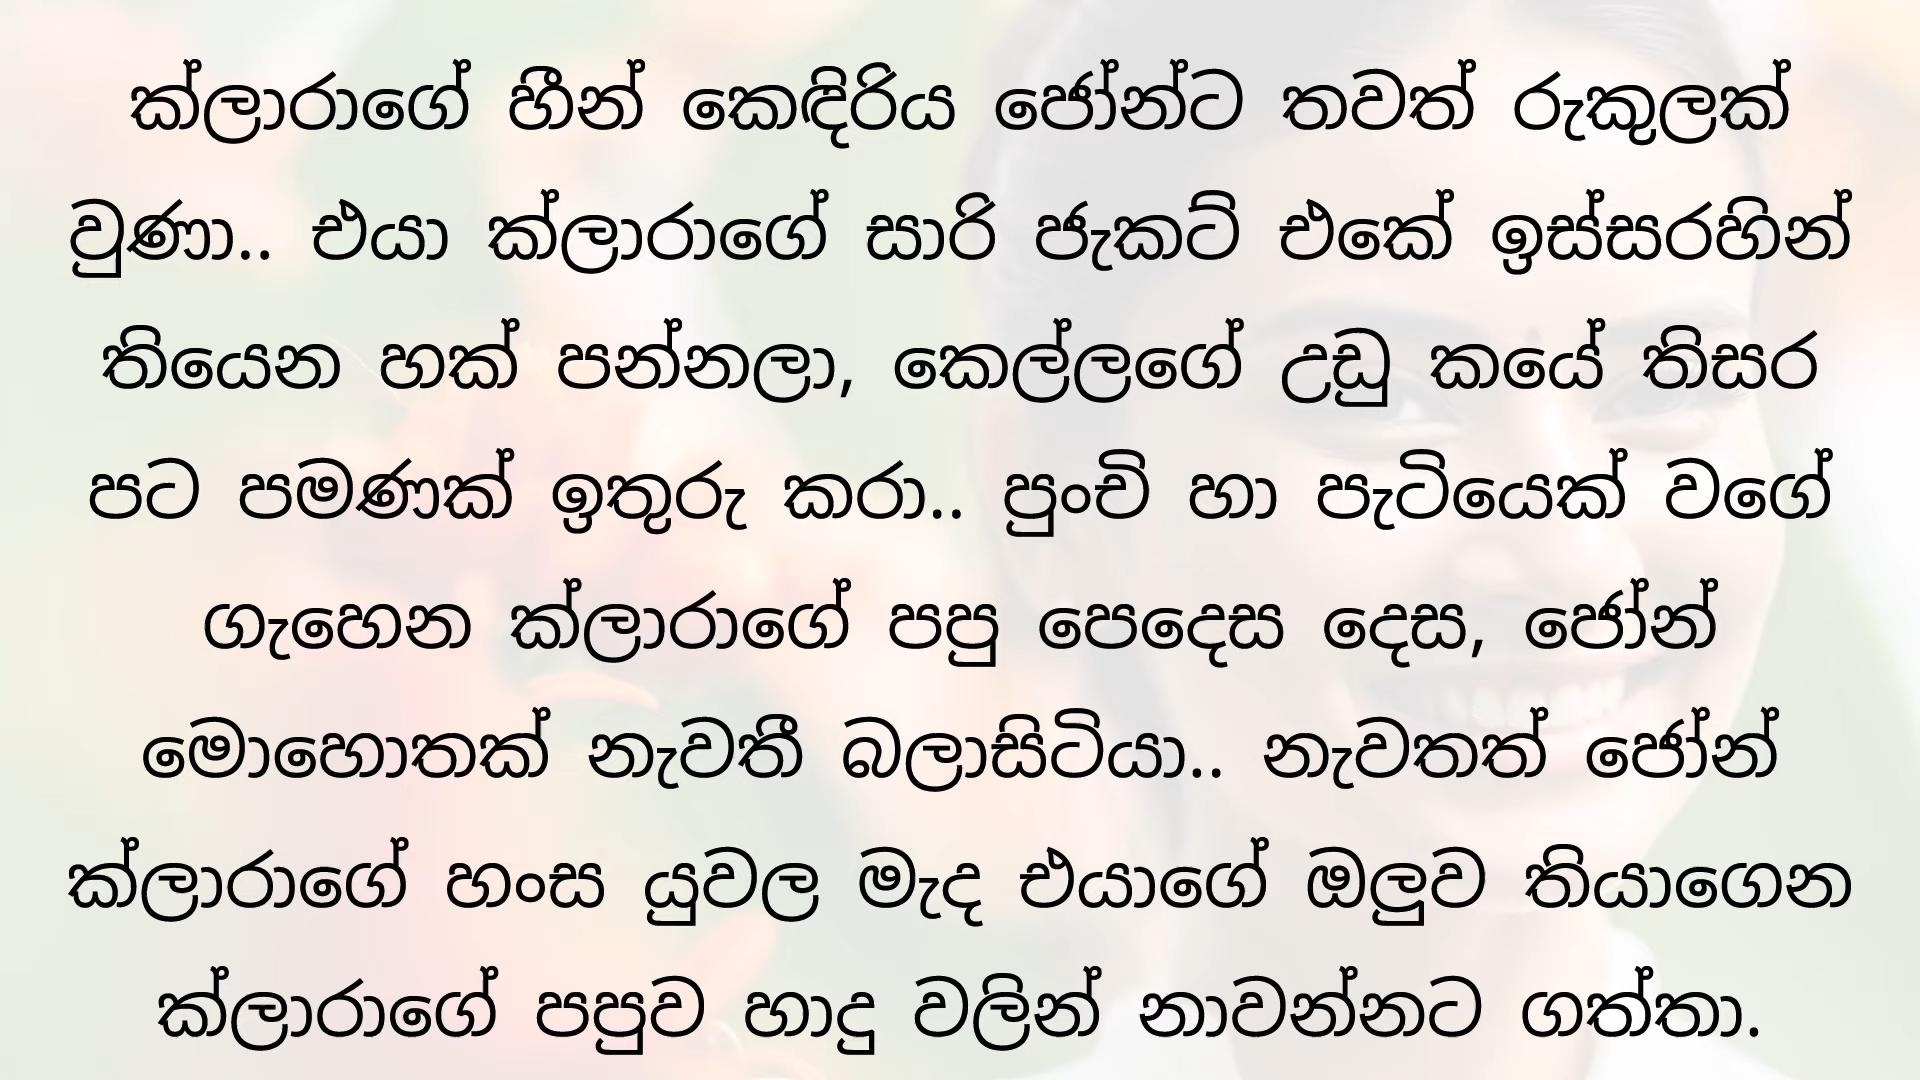 ක්ලාරාගේ හීන් කෙඳිරිය ජෝන්ට තවත් රුකුලක්
වුණා.. එයා ක්ලාරාගේ සාරි ජැකට් එකේ ඉස්සරහින්
තියෙන හක් පන්නලා, කෙල්ලගේ උඩු කයේ තිසර
පට පමණක් ඉතුරු කරා.. පුංචි හා පැටියෙක් වගේ
ගැහෙන ක්ලාරාගේ පපු පෙදෙස දෙස, ජෝන්
මොහොතක් නැවතී බලාසිටියා.. නැවතත් ජෝන්
ක්ලාරාගේ හංස යුවල මැද එයාගේ ඔලුව තියාගෙන
ක්ලාරාගේ පපුව හාදු වලින් නාවන්නට ගත්තා.